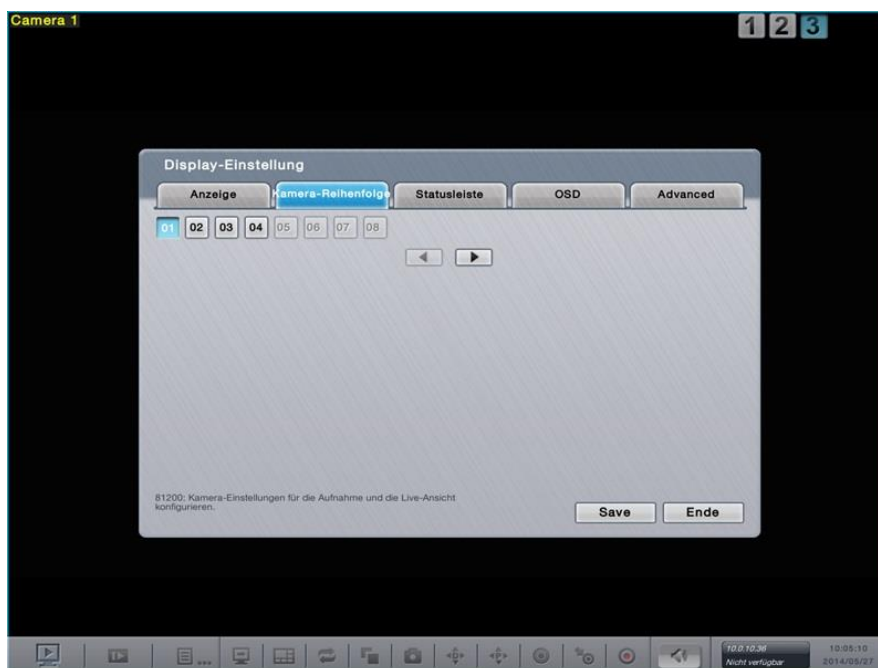 Camera 1
1 2 3
Display-Einstellung
Anzeige Kamera-Reihenfolge Statusleiste OSD Advanced
01 02 03 04 05 06 07 08
81200: Kamera-Einstellungen für die Aufnahme und die Live-Ansicht
konfigurieren.
Save Ende
10.0.10.36 10:05:10
Nicht verfügbar 2014/05/27